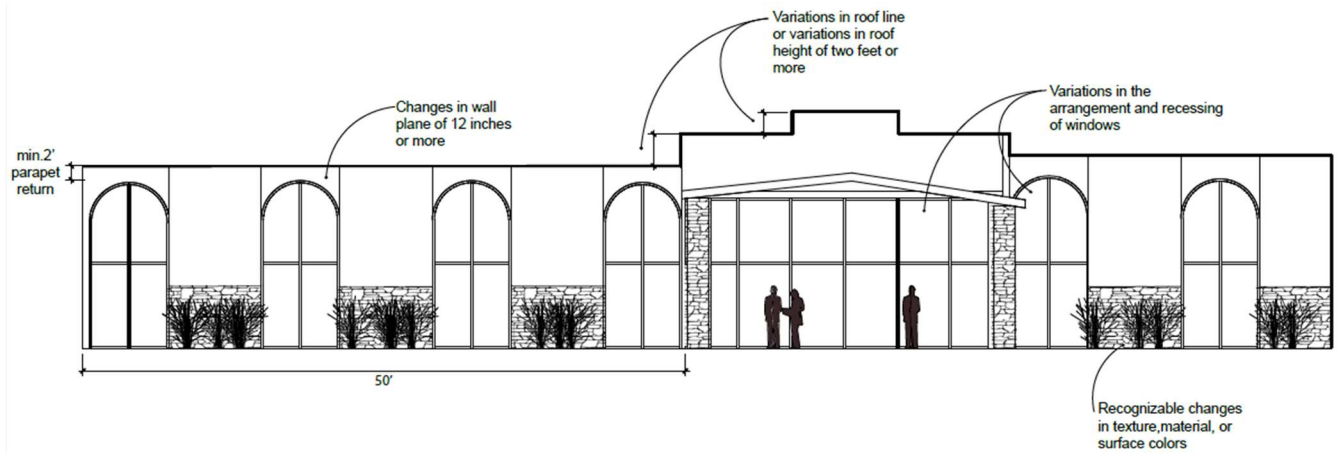 Variations in roof line
or variations in roof
height of two feet or
more
Variations in the
arrangement and recessing
of windows
Changes in wall
plane of 12 inches
or more
min.2'
parapet
return
50'
Recognizable changes
in texture,material, or
surface colors